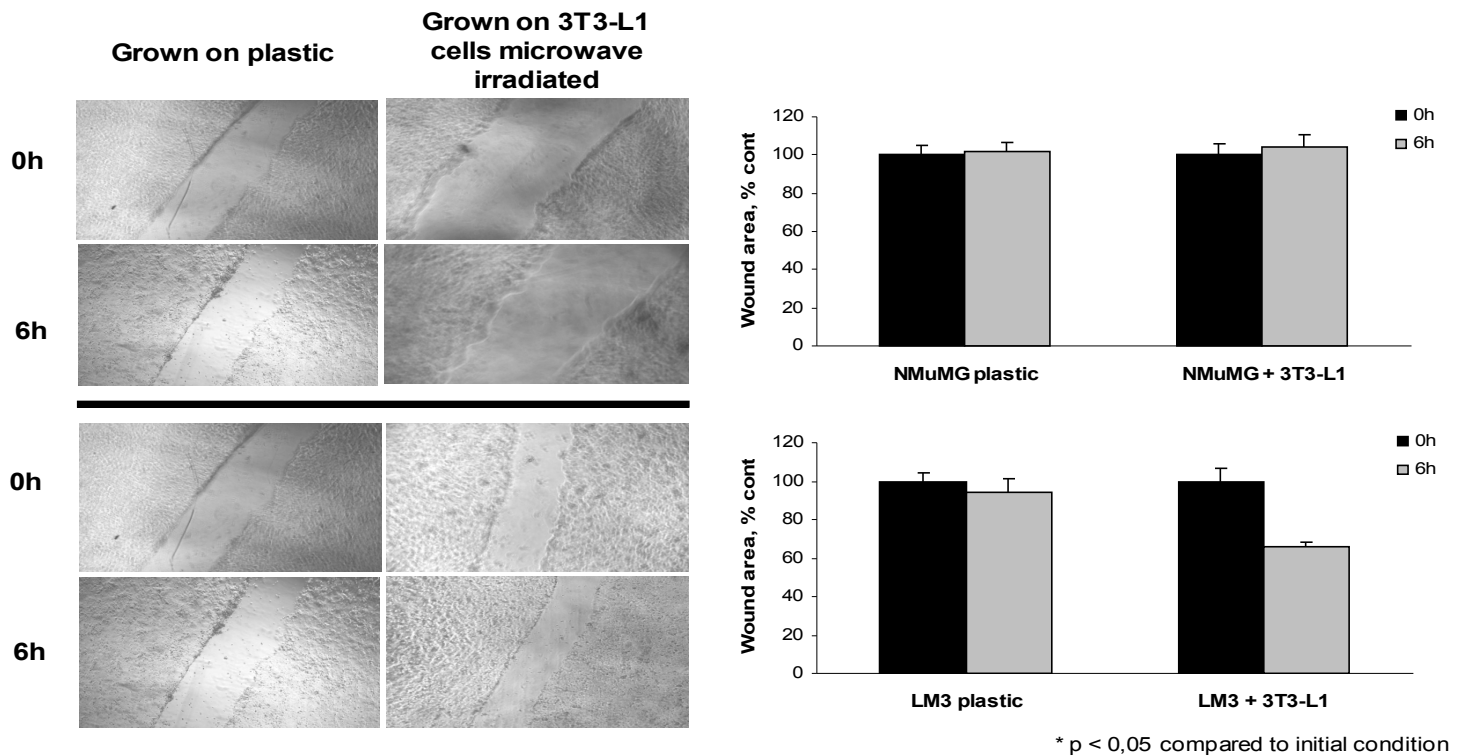 Grown on plastic
Grown on 3T3-L1
cells microwave
irradiated
0h
6h
0h
6h
Wound area, % cont
120
100
80
60
40
20
0
NMuMG plastic
NMuMG + 3T3-L1
0h
6h
Wound area, % cont
120
100
80
60
40
20
0
LM3 plastic
LM3 + 3T3-L1
0h
6h
* p < 0,05 compared to initial condition